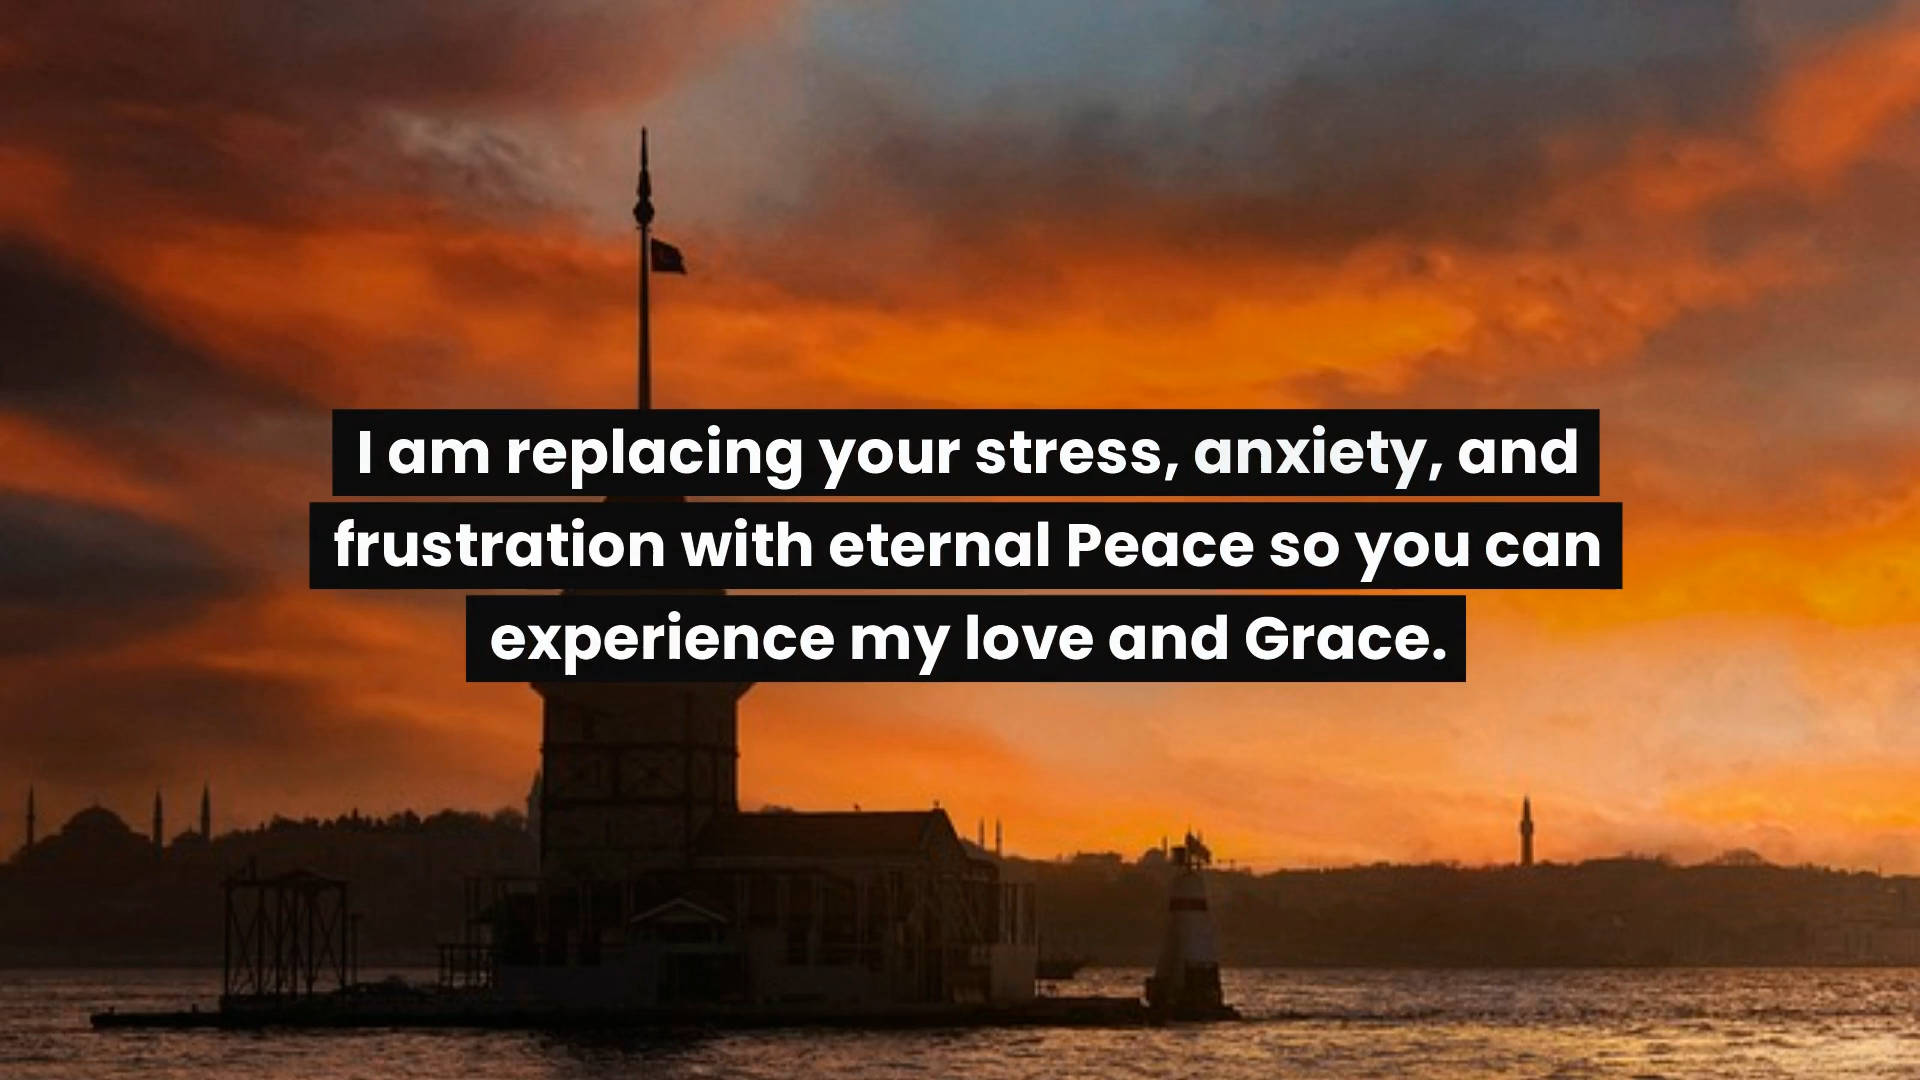 I am replacing your stress, anxiety, and
frustration with eternal Peace so you can
experience my love and Grace.